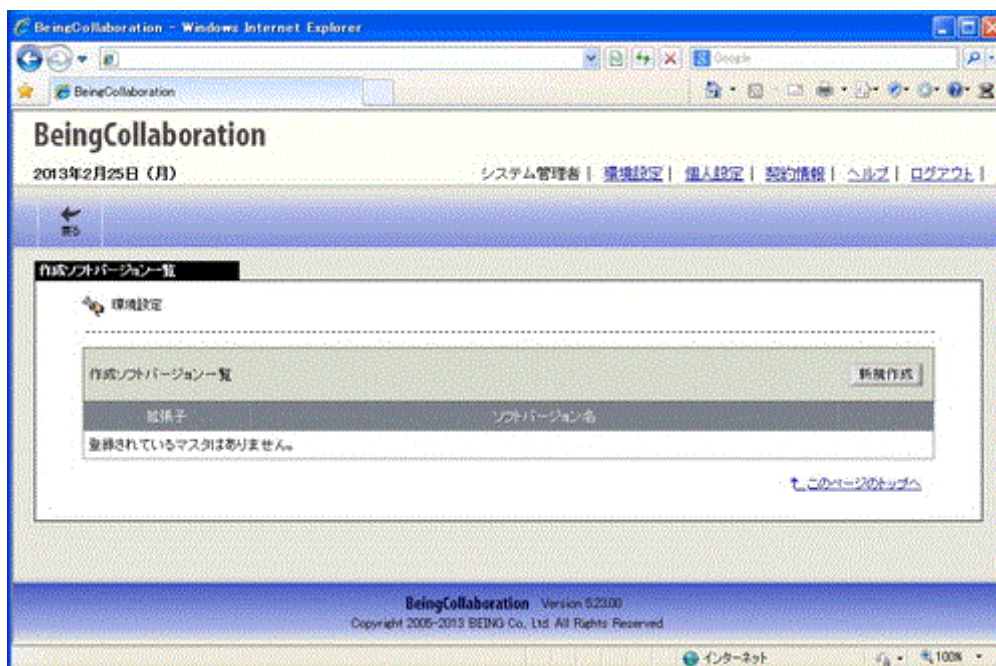 BeingCollaboration - Windows Internet Explorer
Google
BeingCollaboration
BeingCollaboration
2013年2月25日（月）
システム管理者 | 環境設定 | 個人設定 | 契約情報 | ヘルプ | ログアウト |
戻る
作成ソフトバージョン一覧
環境設定
作成ソフトバージョン一覧 新規作成
拡張子 ソフトバージョン名
登録されているマスタはありません。
このページのトップへ
BeingCollaboration Version 5.23.00
Copyright 2005-2013 BEING Co., Ltd. All Rights Reserved.
インターネット 100%